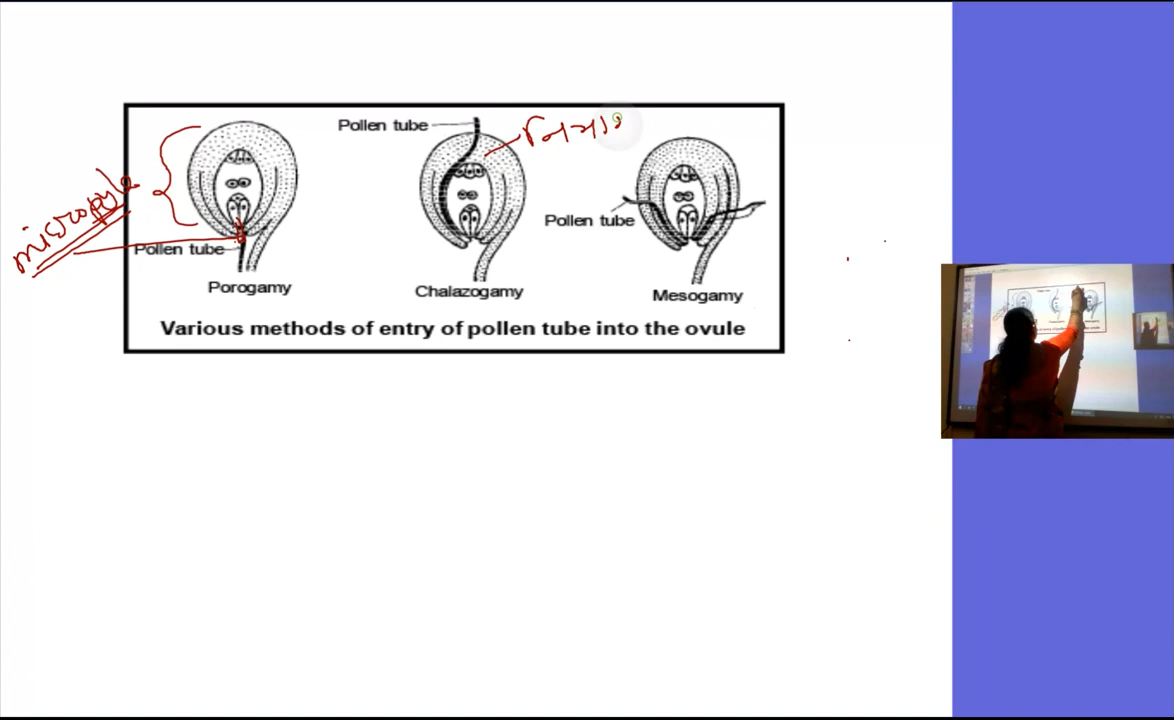 Pollen tube
micropyle
Pollen tube
Pollen tube
Porogamy
Chalazogamy
Mesogamy
Various methods of entry of pollen tube into the ovule